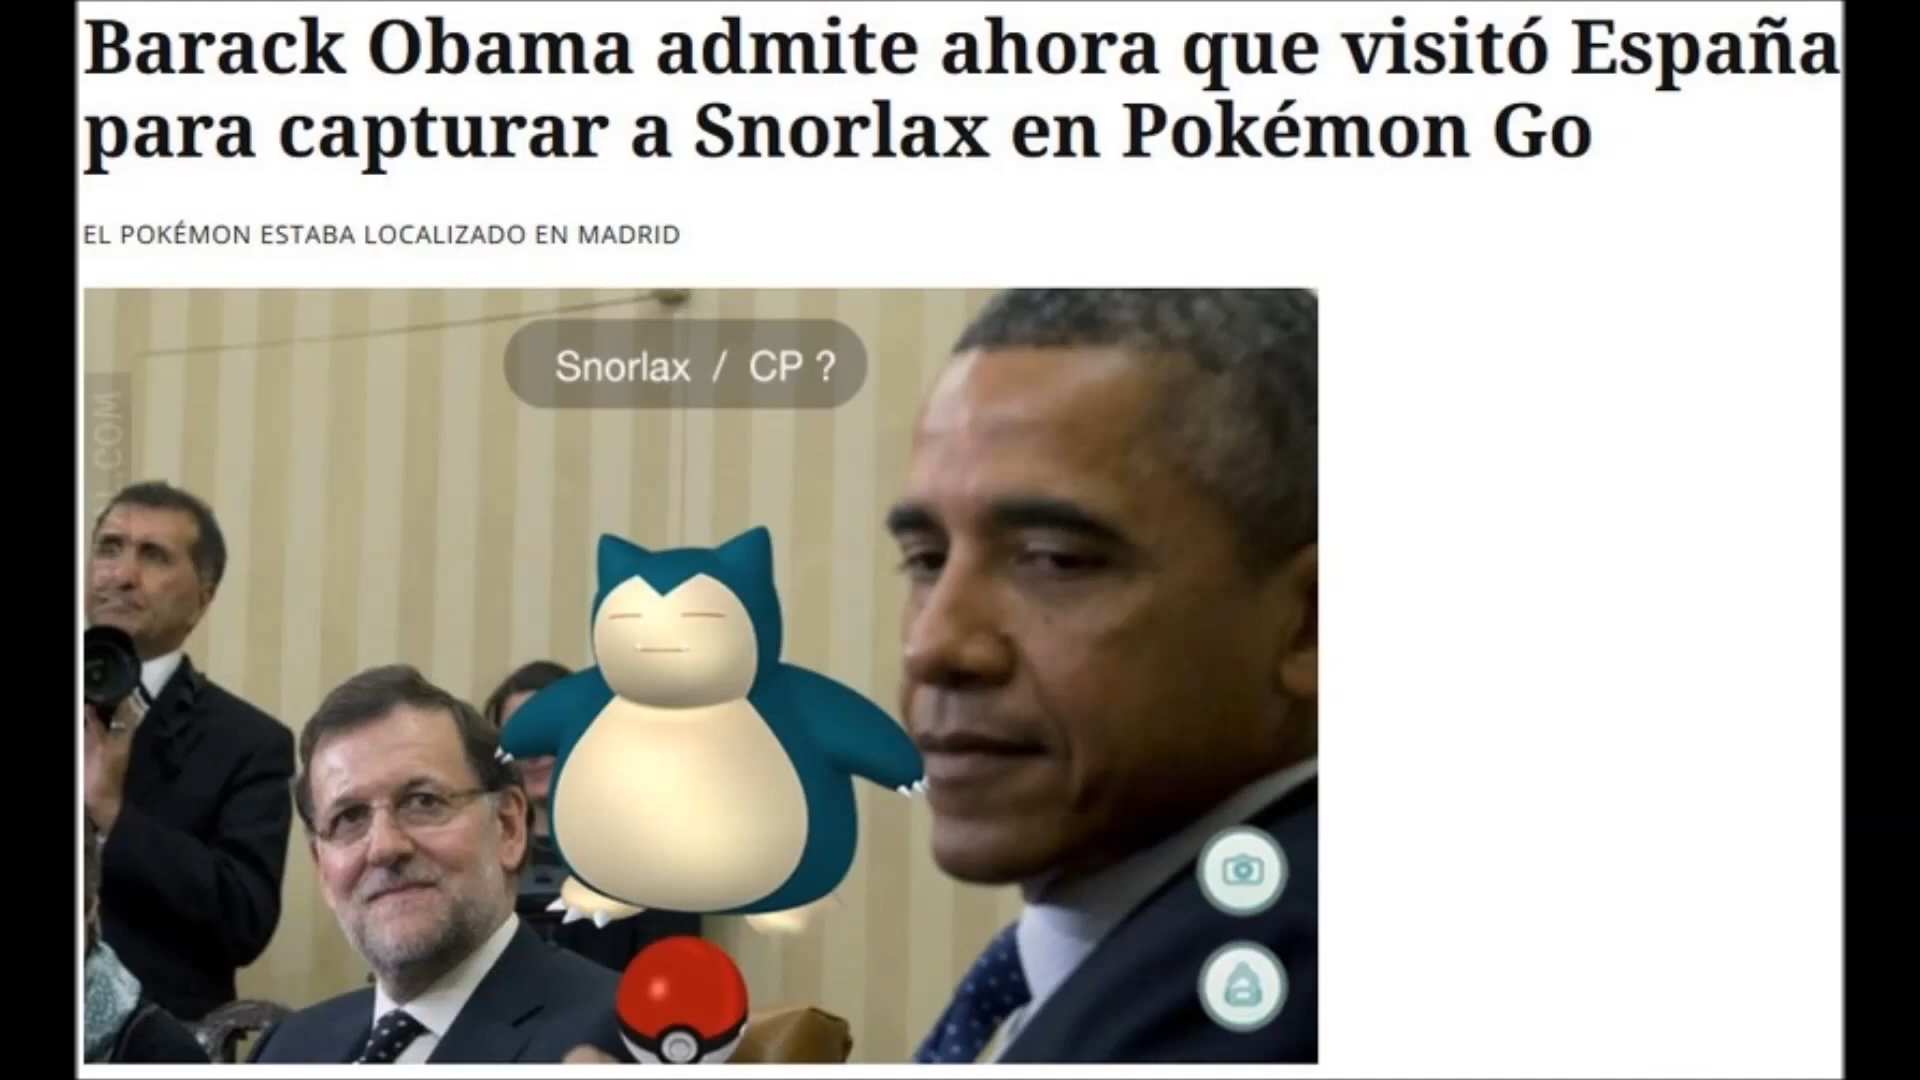 Barack Obama admite ahora que visitó España
para capturar a Snorlax en Pokémon Go
EL POKÉMON ESTABA LOCALIZADO EN MADRID
Snorlax / CP ?
.COM